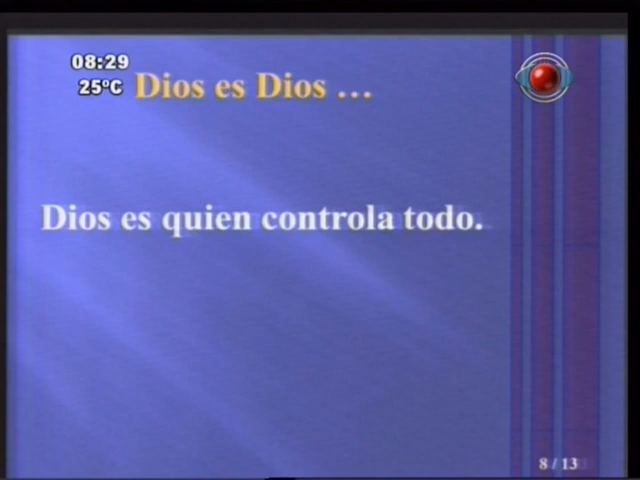 08:29
25ºC
Dios es Dios ...
Dios es quien controla todo.
8 / 13